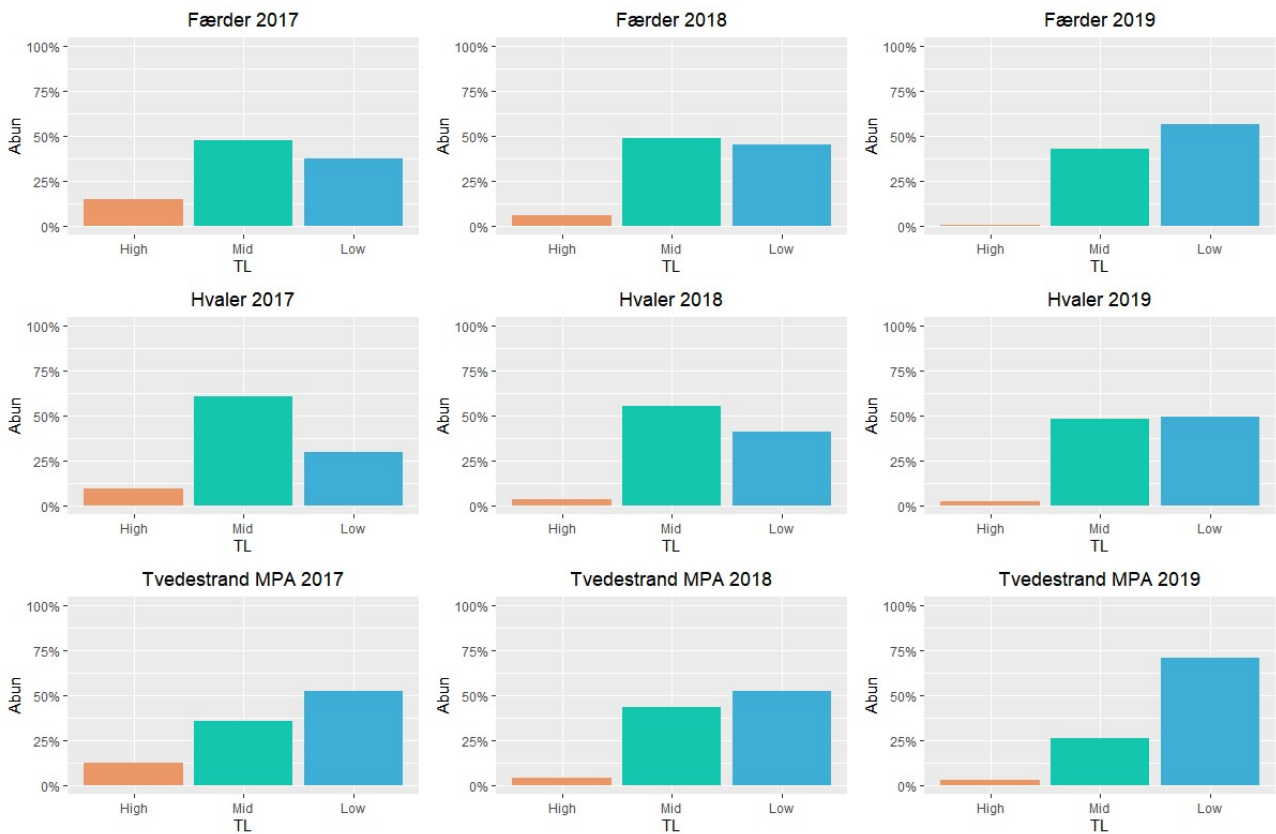 Færder 2017
100%
75%
50%
25%
0%
Abun
High Mid Low
TL
Færder 2018
100%
75%
50%
25%
0%
Abun
High Mid Low
TL
Færder 2019
100%
75%
50%
25%
0%
Abun
High Mid Low
TL
Hvaler 2017
100%
75%
50%
25%
0%
Abun
High Mid Low
TL
Hvaler 2018
100%
75%
50%
25%
0%
Abun
High Mid Low
TL
Hvaler 2019
100%
75%
50%
25%
0%
Abun
High Mid Low
TL
Tvedestrand MPA 2017
100%
75%
50%
25%
0%
Abun
High Mid Low
TL
Tvedestrand MPA 2018
100%
75%
50%
25%
0%
Abun
High Mid Low
TL
Tvedestrand MPA 2019
100%
75%
50%
25%
0%
Abun
High Mid Low
TL